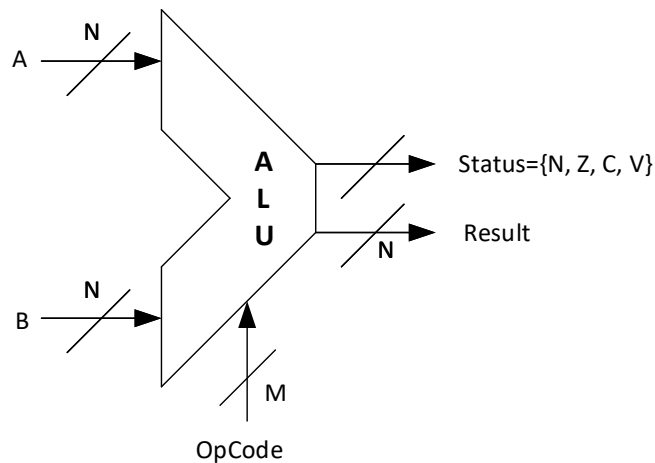 N
A
Status={N, Z, C, V}
A
L
U
Result
N
N
B
M
OpCode